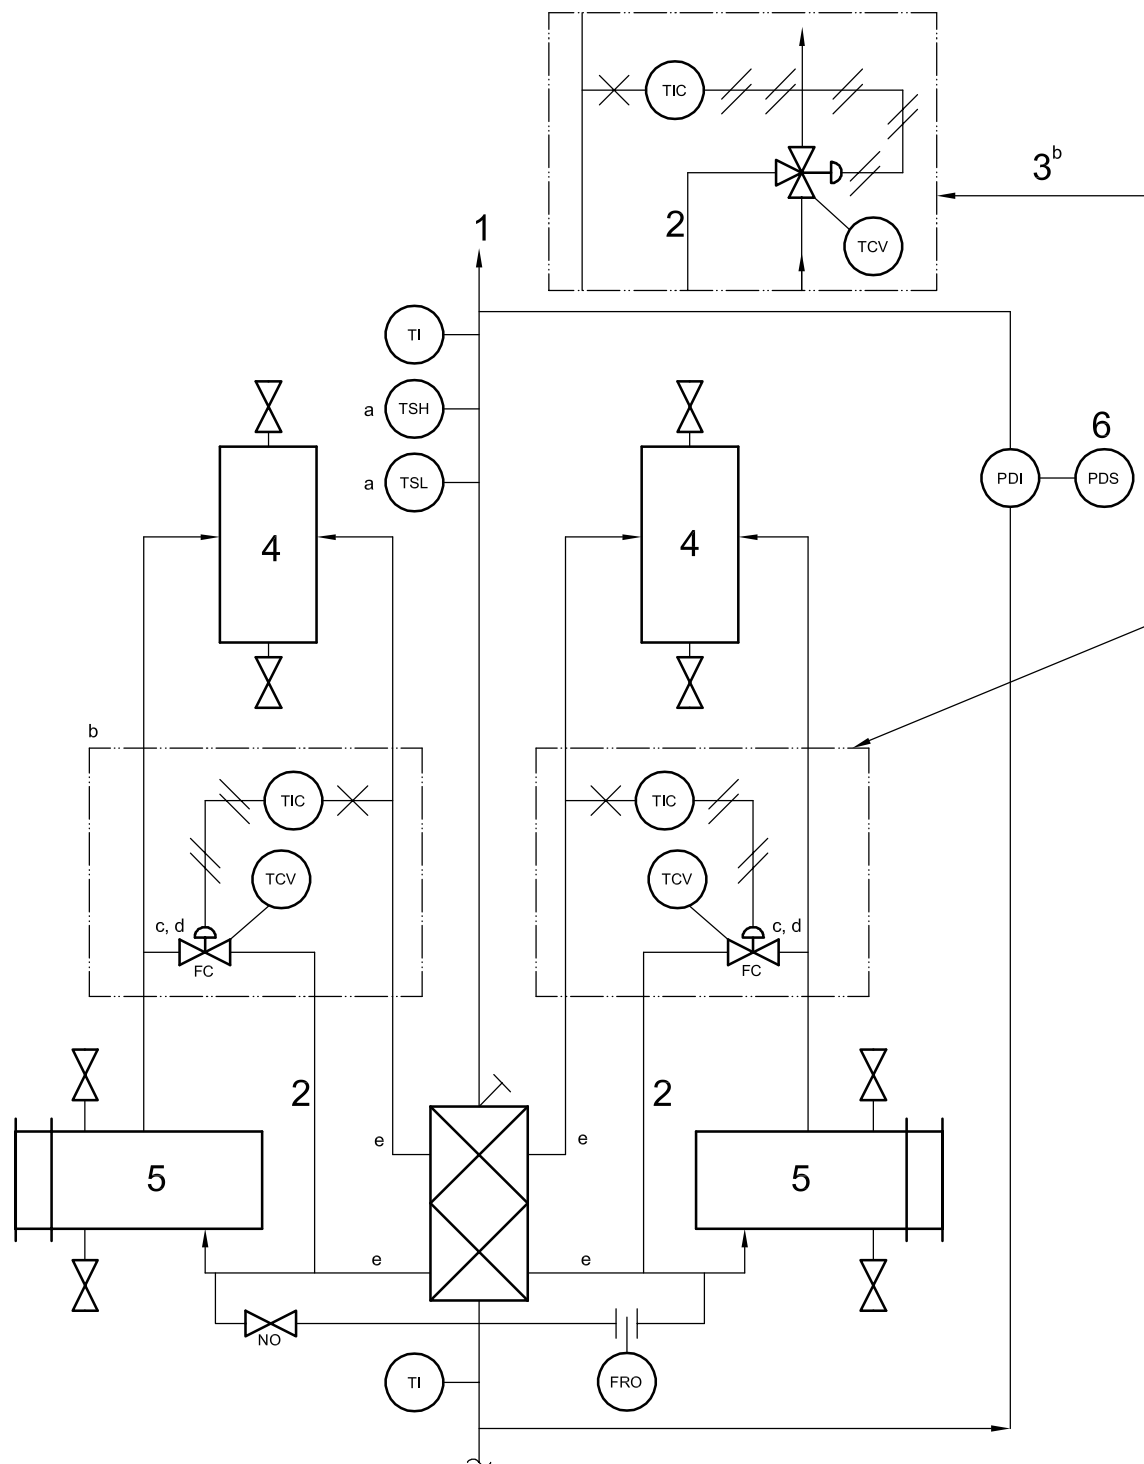 TIC
3b
2
TCV
1
TI
a TSH
6
a TSL
PDI PDS
4 4
b
TIC TIC
TCV TCV
c, d c, d
FC FC
2 2
e e
5 5
e e
NO
TI FRO